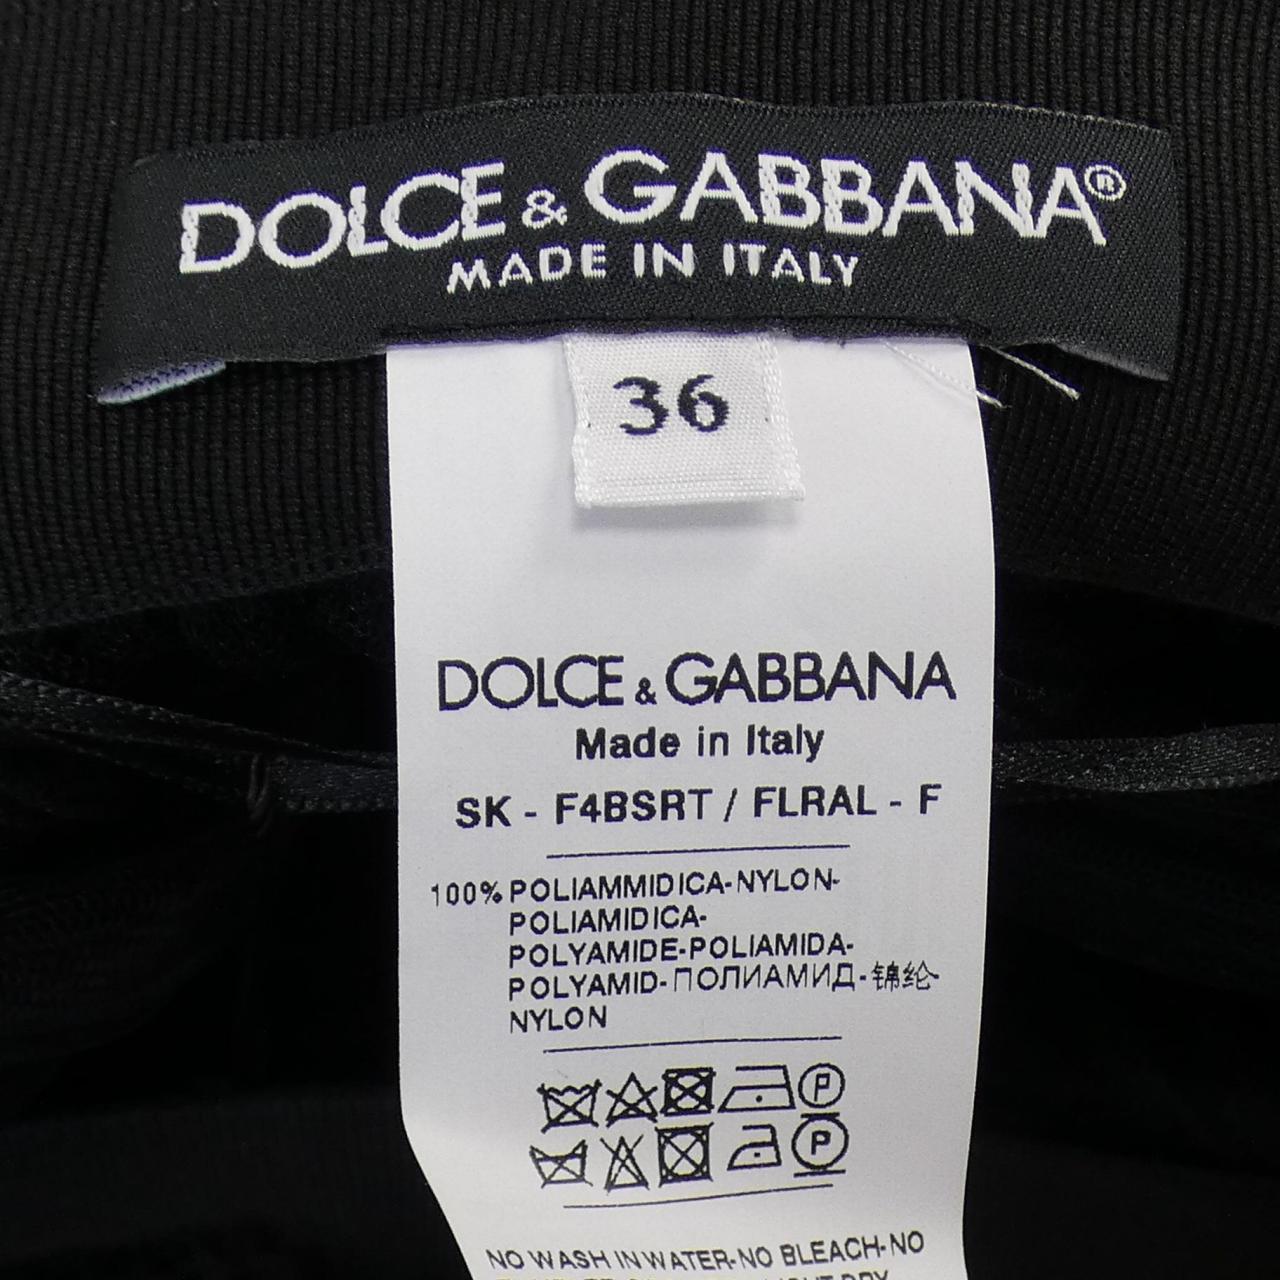 DOLCE & GABBANA®
MADE IN ITALY
36
DOLCE & GABBANA
Made in Italy
SK - F4BSRT / FLRAL - F
100% POLIAMMIDICA-NYLON-
POLIAMIDICA-
POLYAMIDE-POLIAMIDA-
POLYAMID-ПОЛИАМИД-锦纶-
NYLON
P
P
NO WASH IN WATER-NO BLEACH-NO